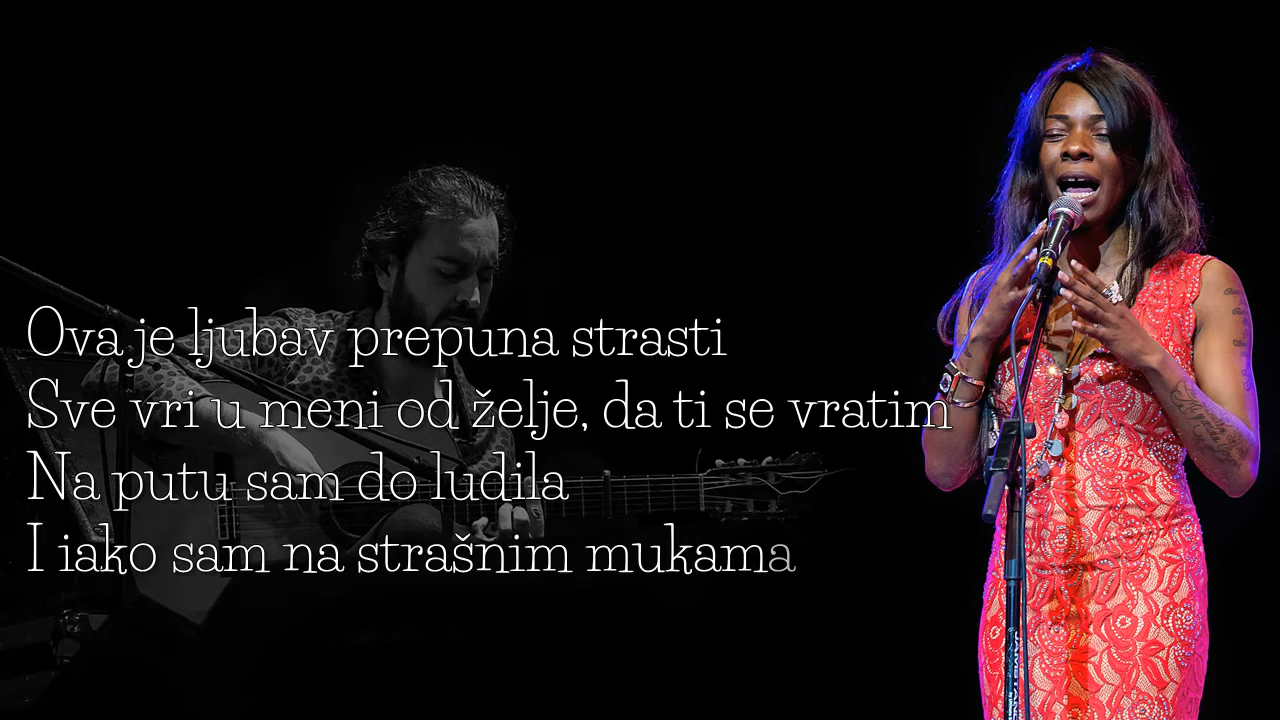 Ova je ljubav prepuna strasti
Sve vri u meni od želje, da ti se vratim
Na putu sam do ludila
I iako sam na strašnim mukama